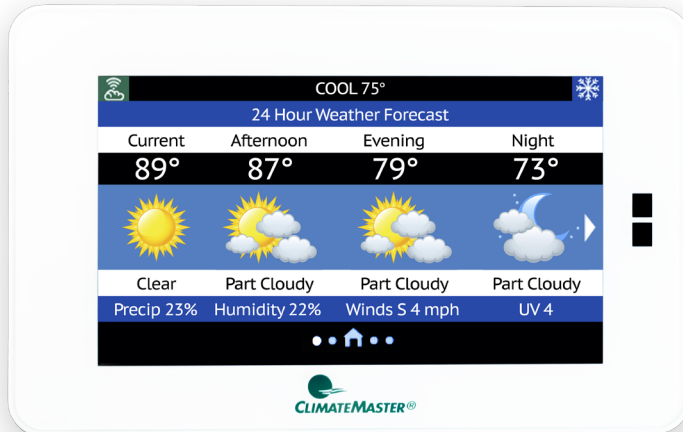 COOL 75°
24 Hour Weather Forecast
Current Afternoon Evening Night
89° 87° 79° 73°
Clear Part Cloudy Part Cloudy Part Cloudy
Precip 23% Humidity 22% Winds S 4 mph UV 4
CLIMATEMASTER®